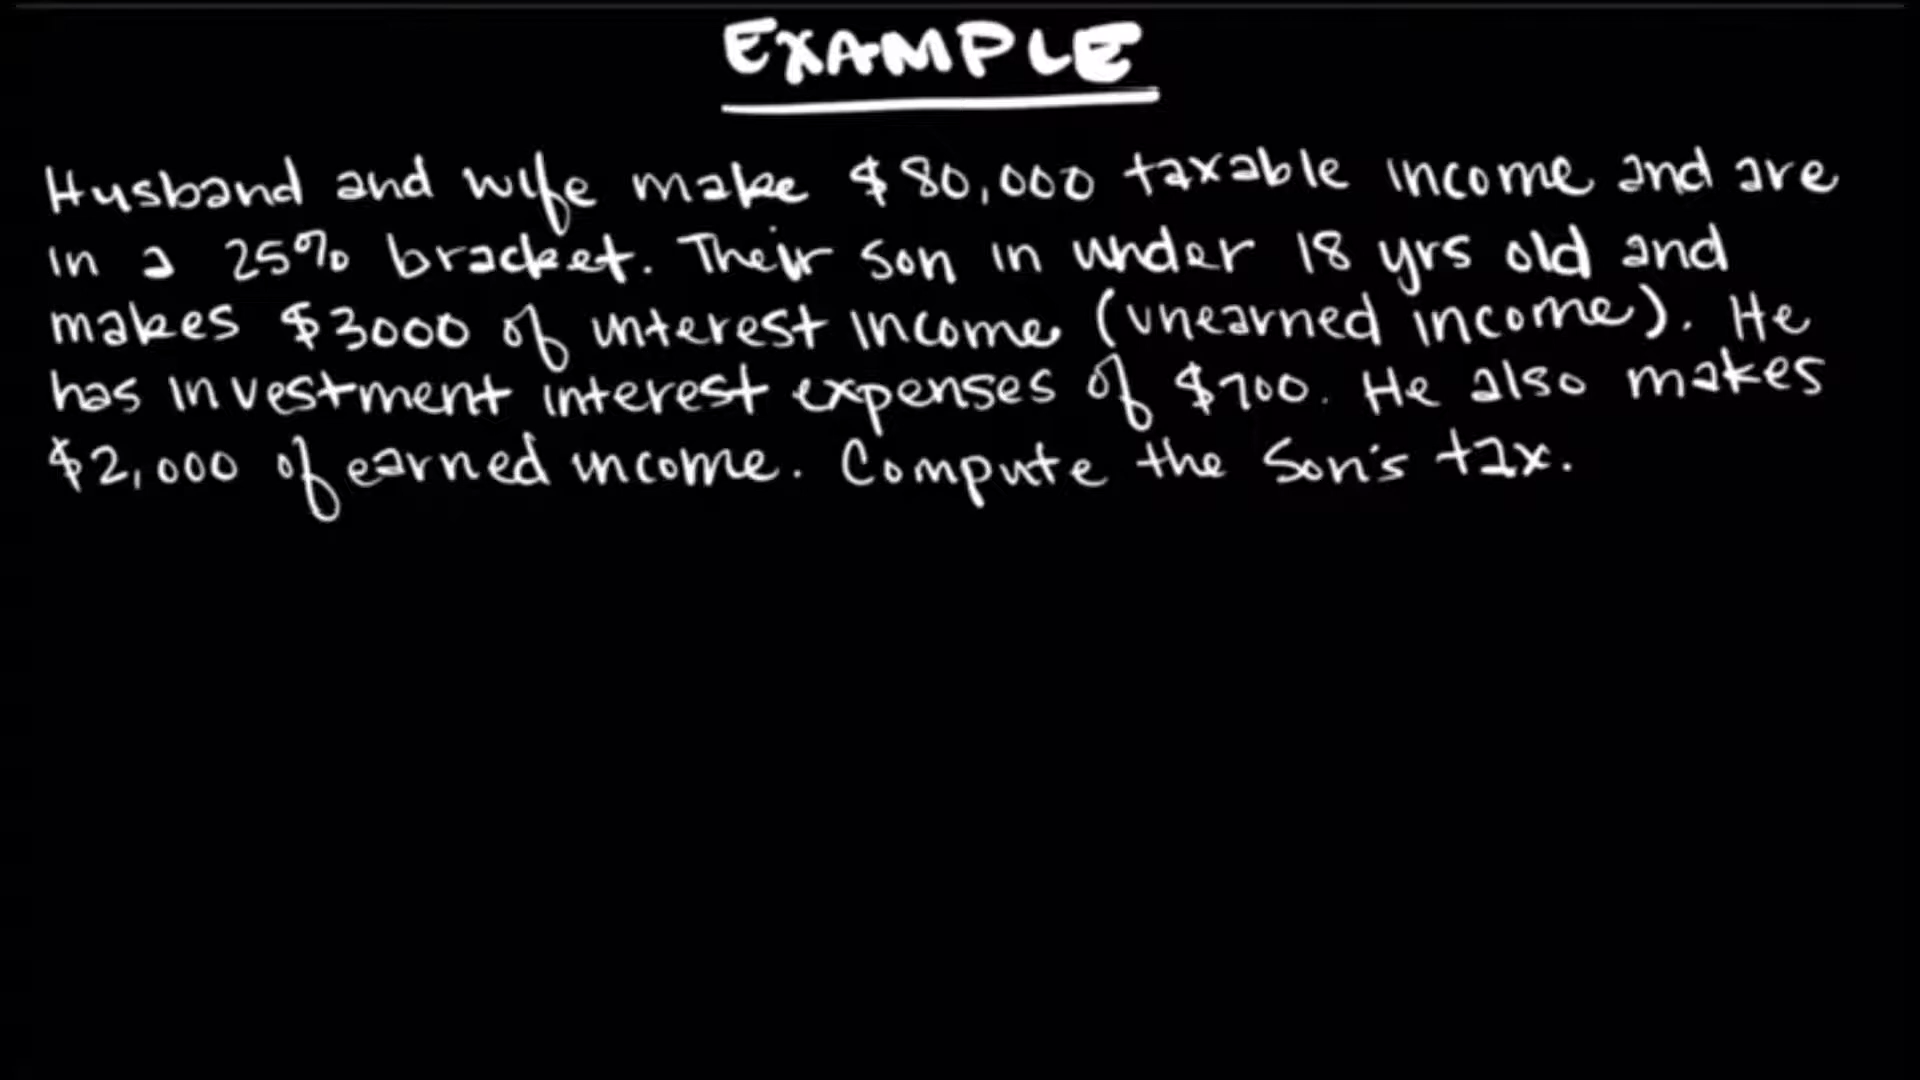 EXAMPLE
Husband and wife make $80,000 taxable income and are
in a 25% bracket. Their son in under 18 yrs old and
makes $3000 of interest income (unearned income). He
has investment interest expenses of $700. He also makes
$2,000 of earned income. Compute the Son's tax.